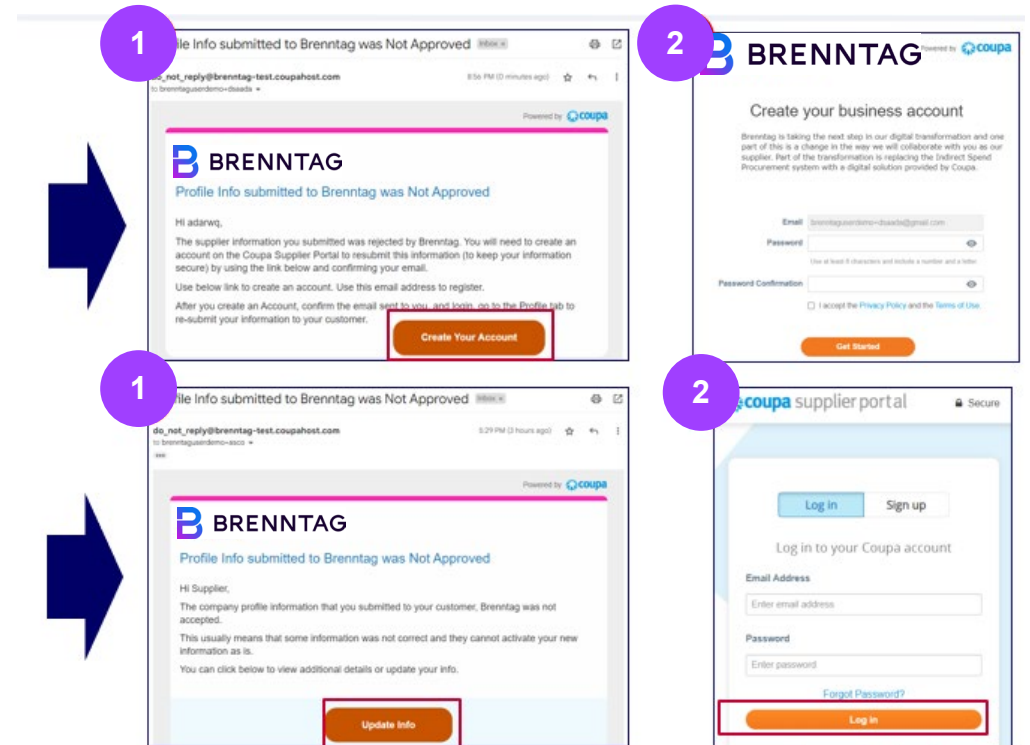 1
ile Info submitted to Brenntag was Not Approved Inbox ×
do_not_reply@brenntag-test.coupahost.com 8:56 PM (0 minutes ago)
to brenntaguserdemo+dsaada
Powered by coupa
BRENNTAG
Profile Info submitted to Brenntag was Not Approved
Hi adarwq,
The supplier information you submitted was rejected by Brenntag. You will need to create an
account on the Coupa Supplier Portal to resubmit this information (to keep your information
secure) by using the link below and confirming your email.
Use below link to create an account. Use this email address to register.
After you create an Account, confirm the email sent to you, and login, go to the Profile tab to
re-submit your information to your customer.
Create Your Account
2
BRENNTAG
Powered by coupa
Create your business account
Brenntag is taking the next step in our digital transformation and one
part of this is a change in the way we will collaborate with you as our
supplier. Part of the transformation is replacing the Indirect Spend
Procurement system with a digital solution provided by Coupa.
Email brenntaguserdemo+dsaada@gmail.com
Password
Use at least 8 characters and include a number and a letter
Password Confirmation
I accept the Privacy Policy and the Terms of Use.
Get Started
1
ile Info submitted to Brenntag was Not Approved Inbox ×
do_not_reply@brenntag-test.coupahost.com 5:29 PM (3 hours ago)
to brenntaguserdemo+asco
Powered by coupa
BRENNTAG
Profile Info submitted to Brenntag was Not Approved
Hi Supplier,
The company profile information that you submitted to your customer, Brenntag was not
accepted.
This usually means that some information was not correct and they cannot activate your new
information as is.
You can click below to view additional details or update your info.
Update Info
2
coupa supplier portal Secure
Log in Sign up
Log in to your Coupa account
Email Address
Enter email address
Password
Enter password
Forgot Password?
Log in